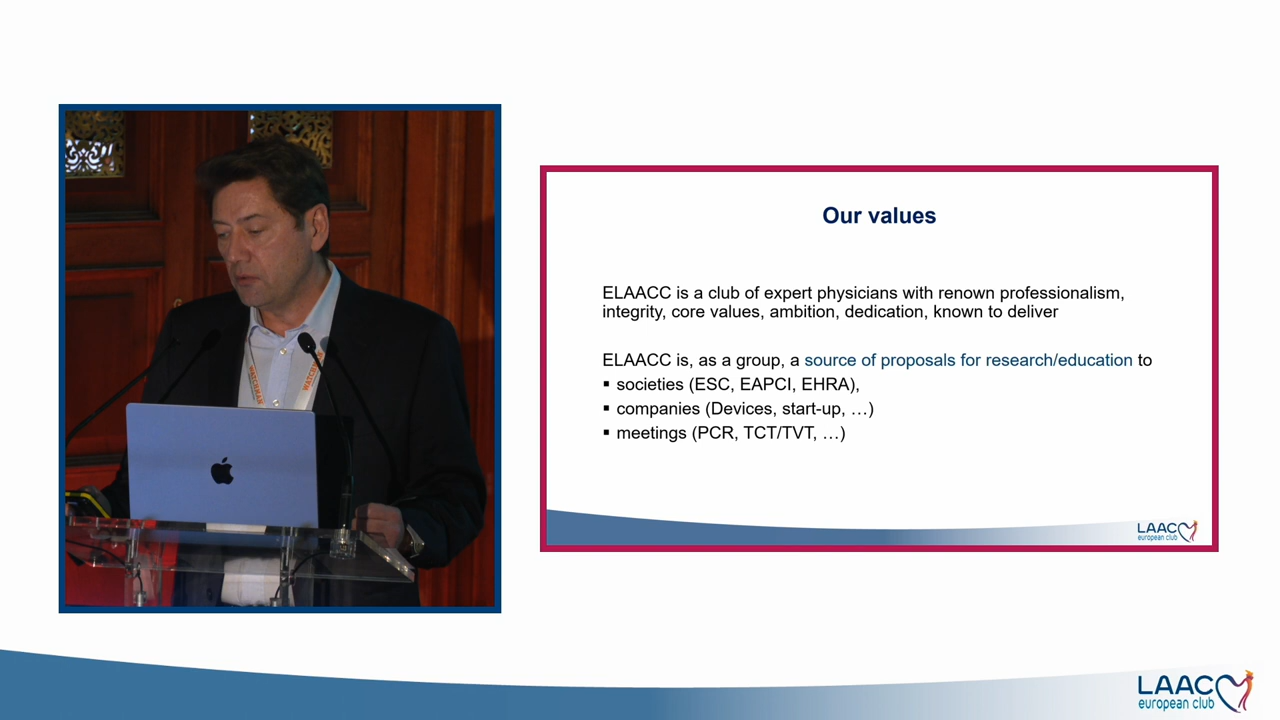 WATCHMAN
WATCHMAN
Our values
ELAACC is a club of expert physicians with renown professionalism,
integrity, core values, ambition, dedication, known to deliver
ELAACC is, as a group, a source of proposals for research/education to
▪ societies (ESC, EAPCI, EHRA),
▪ companies (Devices, start-up, …)
▪ meetings (PCR, TCT/TVT, …)
LAAC
european club
LAAC
european club